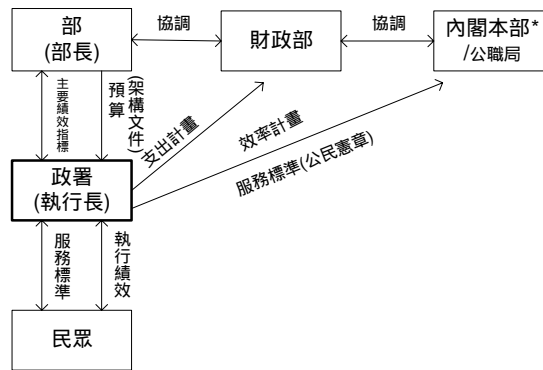 部
(部長)
協調
財政部
協調
內閣本部*
/公職局
主要績效指標
預算
(架構文件)
支出計畫
效率計畫
服務標準(公民憲章)
政署
(執行長)
服務標準
執行績效
民眾